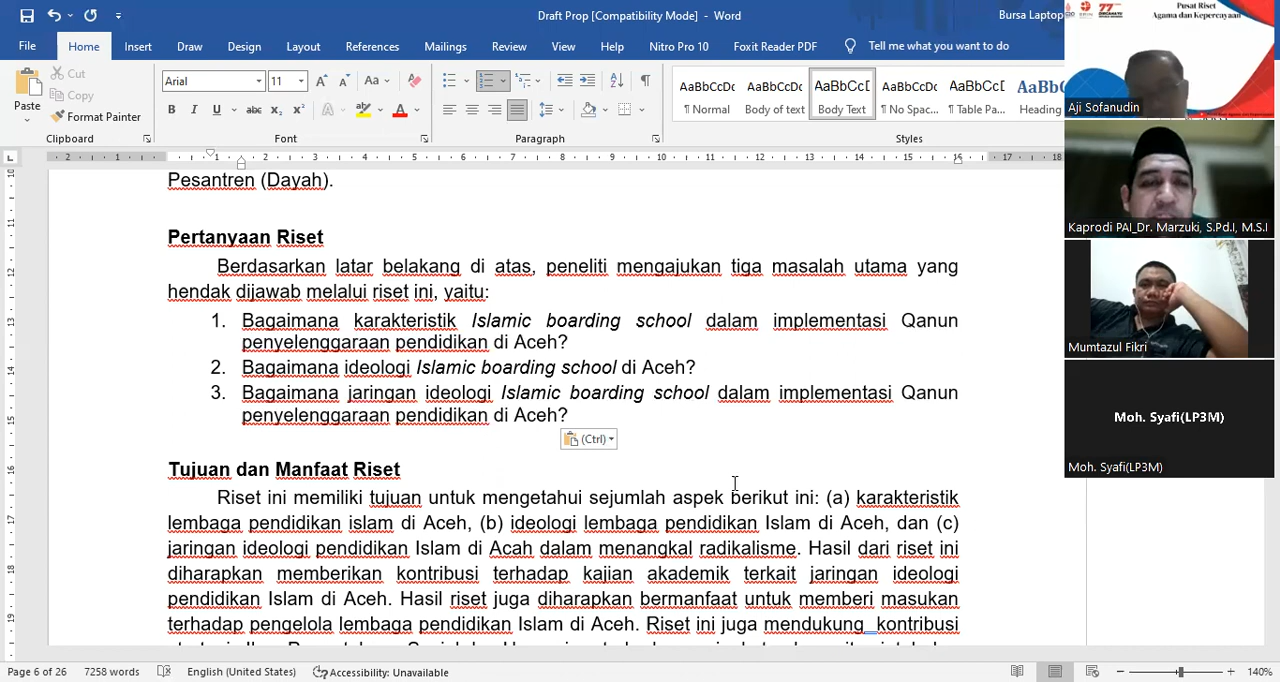 Draft Prop [Compatibility Mode] - Word
Bursa Laptop
File Home Insert Draw Design Layout References Mailings Review View Help Nitro Pro 10 Foxit Reader PDF Tell me what you want to do
Paste
Cut
Copy
Format Painter
Clipboard
Arial 11
Font
Paragraph
AaBbCcDc AaBbCcDc AaBbCcD AaBbCcDc AaBbCcD AaBbC
¶ Normal Body of text Body Text ¶ No Spac... ¶ Table Pa... Heading
Styles
Pesantren (Dayah).
Pertanyaan Riset
Berdasarkan latar belakang di atas, peneliti mengajukan tiga masalah utama yang
hendak dijawab melalui riset ini, yaitu:
1. Bagaimana karakteristik Islamic boarding school dalam implementasi Qanun
penyelenggaraan pendidikan di Aceh?
2. Bagaimana ideologi Islamic boarding school di Aceh?
3. Bagaimana jaringan ideologi Islamic boarding school dalam implementasi Qanun
penyelenggaraan pendidikan di Aceh?
(Ctrl)
Tujuan dan Manfaat Riset
Riset ini memiliki tujuan untuk mengetahui sejumlah aspek berikut ini: (a) karakteristik
lembaga pendidikan islam di Aceh, (b) ideologi lembaga pendidikan Islam di Aceh, dan (c)
jaringan ideologi pendidikan Islam di Acah dalam menangkal radikalisme. Hasil dari riset ini
diharapkan memberikan kontribusi terhadap kajian akademik terkait jaringan ideologi
pendidikan Islam di Aceh. Hasil riset juga diharapkan bermanfaat untuk memberi masukan
terhadap pengelola lembaga pendidikan Islam di Aceh. Riset ini juga mendukung kontribusi
Page 6 of 26 7258 words English (United States) Accessibility: Unavailable 140%
Pusat Riset
Agama dan Kepercayaan
77
Aji Sofanudin
Kaprodi PAI_Dr. Marzuki, S.Pd.I, M.S.I
Mumtazul Fikri
Moh. Syafi(LP3M)
Moh. Syafi(LP3M)